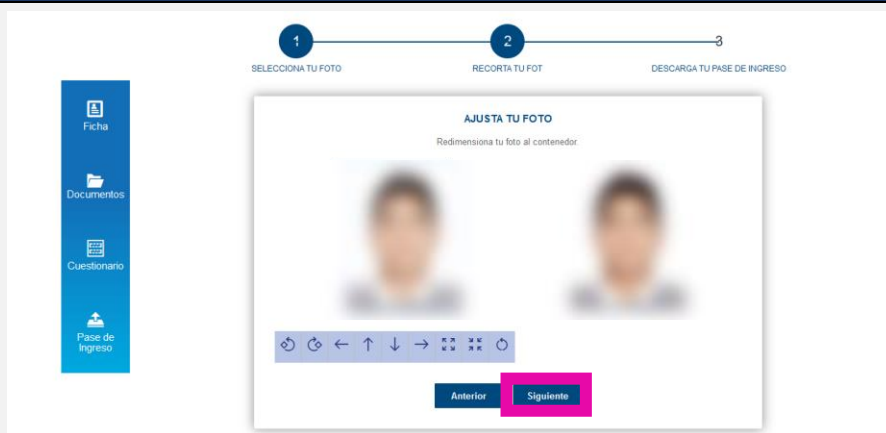 1
2
3
SELECCIONA TU FOTO
RECORTA TU FOT
DESCARGA TU PASE DE INGRESO
Ficha
Documentos
Cuestionario
Pase de
Ingreso
AJUSTA TU FOTO
Redimensiona tu foto al contenedor.
Anterior
Siguiente